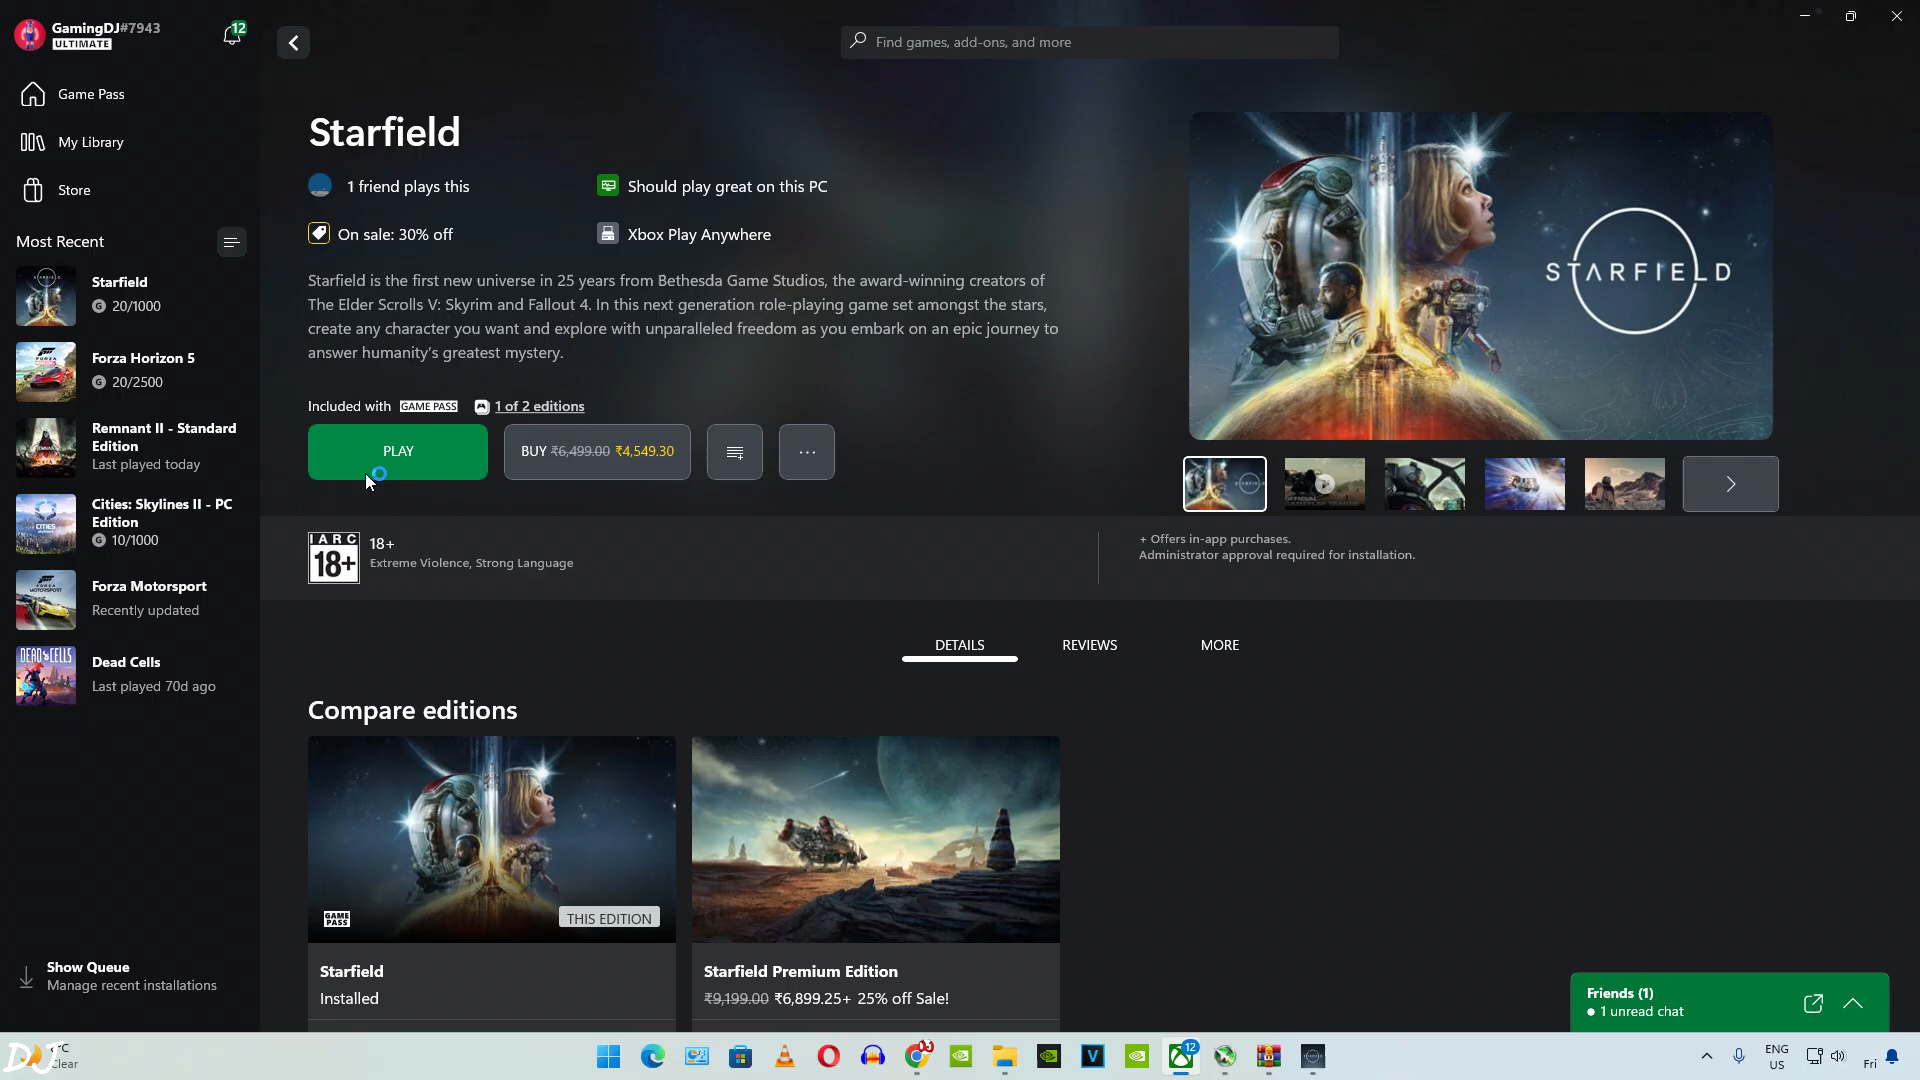 GamingDJ#7943
ULTIMATE
12
Game Pass
My Library
Store
Most Recent
Starfield
G 20/1000
Forza Horizon 5
G 20/2500
Remnant II - Standard
Edition
Last played today
Cities: Skylines II - PC
Edition
G 10/1000
Forza Motorsport
Recently updated
DEAD CELLS
Dead Cells
Last played 70d ago
Show Queue
Manage recent installations
Find games, add-ons, and more
Starfield
1 friend plays this
Should play great on this PC
On sale: 30% off
Xbox Play Anywhere
Starfield is the first new universe in 25 years from Bethesda Game Studios, the award-winning creators of
The Elder Scrolls V: Skyrim and Fallout 4. In this next generation role-playing game set amongst the stars,
create any character you want and explore with unparalleled freedom as you embark on an epic journey to
answer humanity's greatest mystery.
Included with GAME PASS 1 of 2 editions
PLAY
BUY ₹6,499.00 ₹4,549.30
STARFIELD
IARC
18+
18+
Extreme Violence, Strong Language
+ Offers in-app purchases.
Administrator approval required for installation.
DETAILS
REVIEWS
MORE
Compare editions
GAME
PASS
THIS EDITION
Starfield
Installed
Starfield Premium Edition
₹9,199.00 ₹6,899.25+ 25% off Sale!
Friends (1)
1 unread chat
DJ
°C
Clear
V
12
ENG
US
Fri